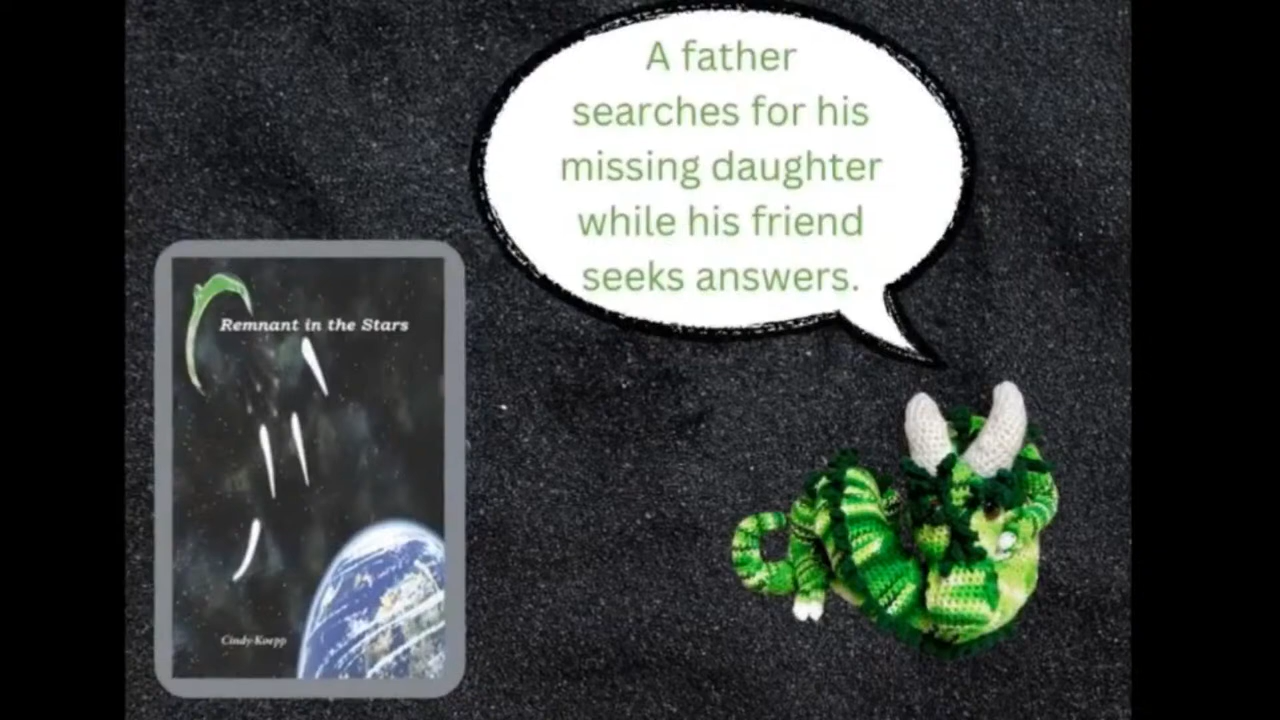 A father
searches for his
missing daughter
while his friend
seeks answers.
Remnant in the Stars
Cindy Koepp